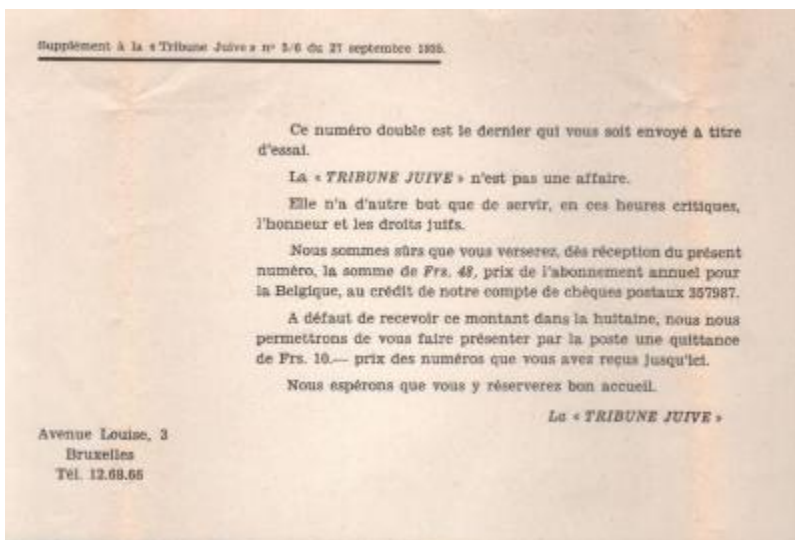 Supplément à la « Tribune Juive » nº 5/6 du 27 septembre 1935.
Ce numéro double est le dernier qui vous soit envoyé à titre
d'essai.
La « TRIBUNE JUIVE » n'est pas une affaire.
Elle n'a d'autre but que de servir, en ces heures critiques,
l'honneur et les droits juifs.
Nous sommes sûrs que vous verserez, dès réception du présent
numéro, la somme de Frs. 48, prix de l'abonnement annuel pour
la Belgique, au crédit de notre compte de chèques postaux 357987.
A défaut de recevoir ce montant dans la huitaine, nous nous
permettrons de vous faire présenter par la poste une quittance
de Frs. 10.— prix des numéros que vous avez reçus jusqu'ici.
Nous espérons que vous y réserverez bon accueil.
La « TRIBUNE JUIVE »
Avenue Louise, 3
Bruxelles
Tél. 12.68.66